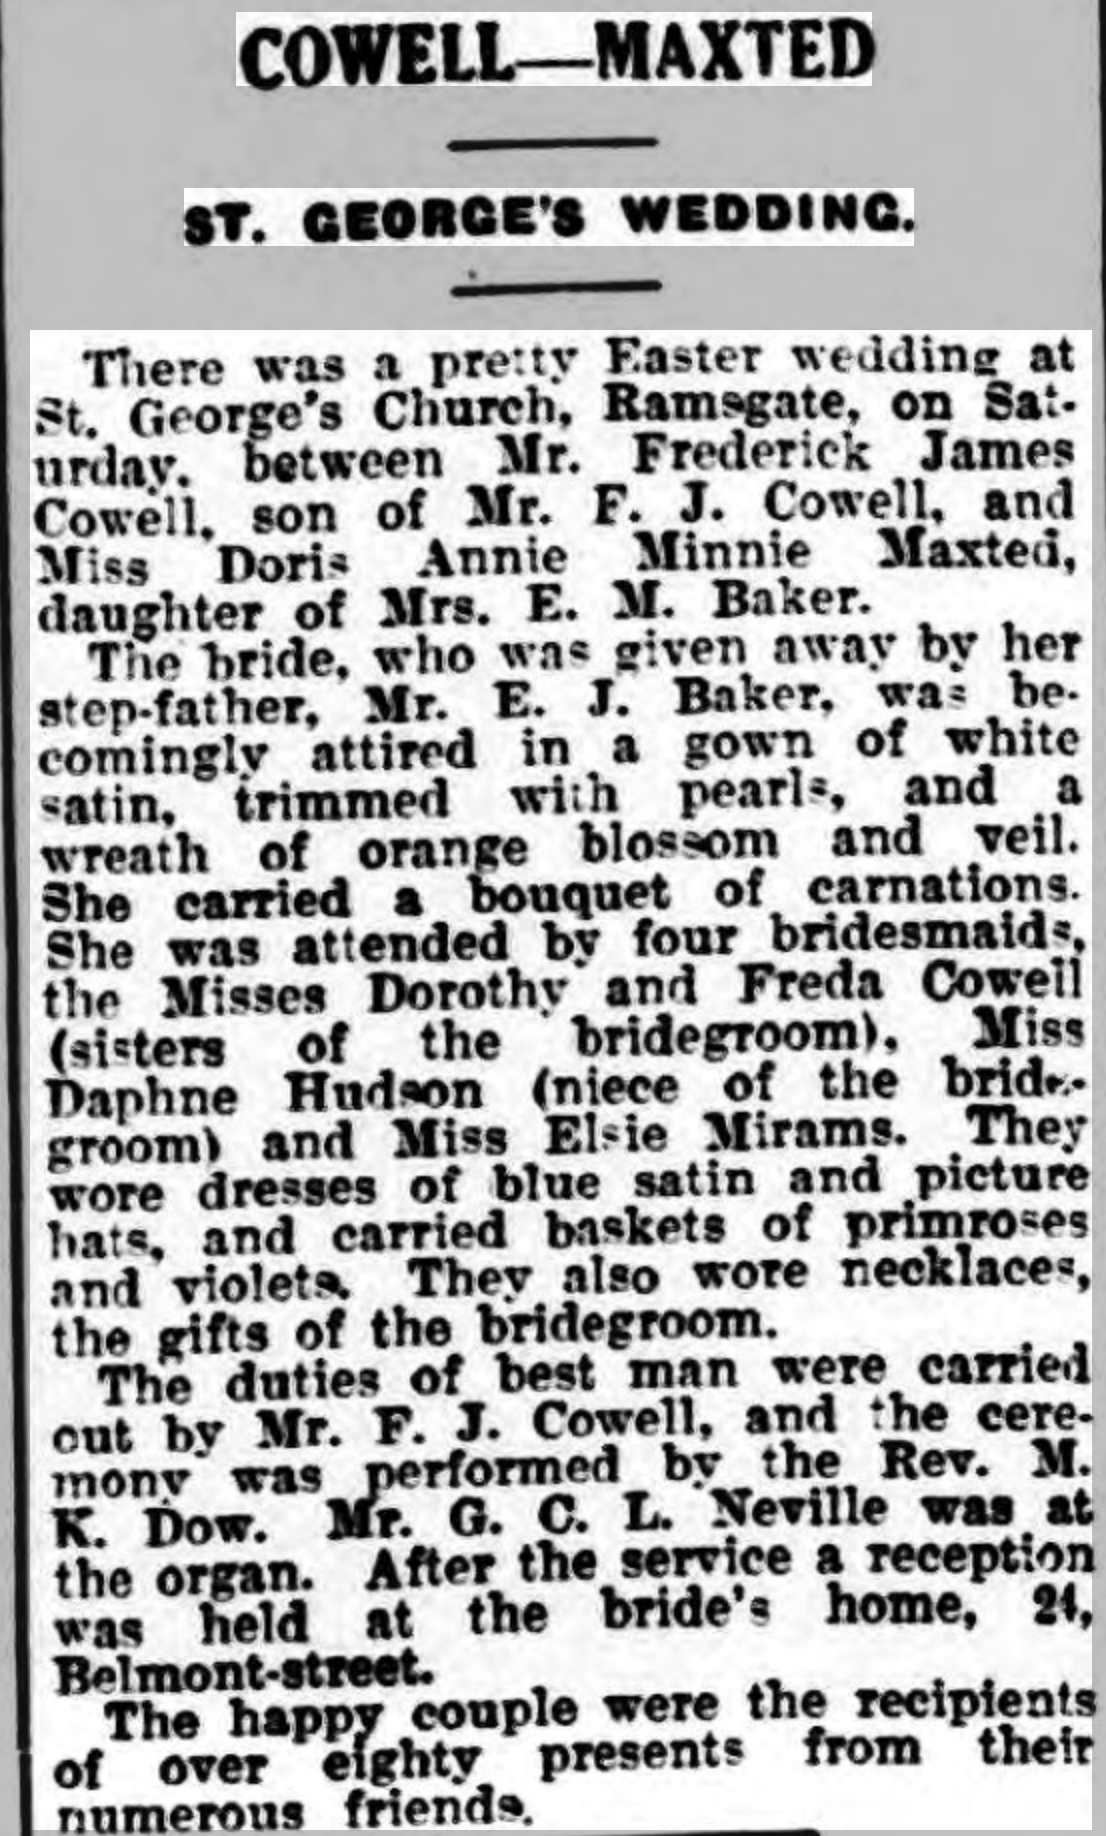 COWELL—MAXTED
ST. GEORGE'S WEDDING.
There was a pretty Easter wedding at
St. George's Church, Ramsgate, on Sat-
urday, between Mr. Frederick James
Cowell, son of Mr. F. J. Cowell, and
Miss Doris Annie Minnie Maxted,
daughter of Mrs. E. M. Baker.
The bride, who was given away by her
step-father, Mr. E. J. Baker, was be-
comingly attired in a gown of white
satin, trimmed with pearls, and a
wreath of orange blossom and veil.
She carried a bouquet of carnations.
She was attended by four bridesmaids,
the Misses Dorothy and Freda Cowell
(sisters of the bridegroom), Miss
Daphne Hudson (niece of the bride-
groom) and Miss Elsie Mirams. They
wore dresses of blue satin and picture
hats, and carried baskets of primroses
and violets. They also wore necklaces,
the gifts of the bridegroom.
The duties of best man were carried
out by Mr. F. J. Cowell, and the cere-
mony was performed by the Rev. M.
K. Dow. Mr. G. C. L. Neville was at
the organ. After the service a reception
was held at the bride's home, 24,
Belmont-street.
The happy couple were the recipients
of over eighty presents from their
numerous friends.